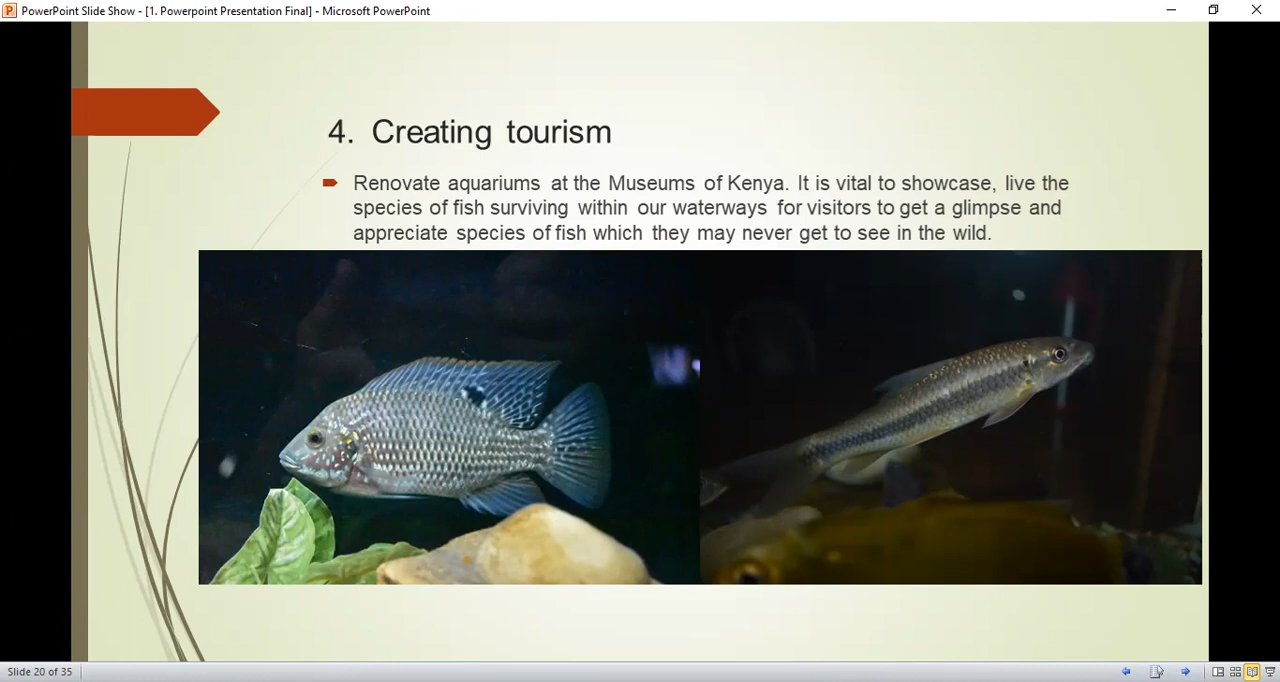 PowerPoint Slide Show - [1. Powerpoint Presentation Final] - Microsoft PowerPoint
4. Creating tourism
Renovate aquariums at the Museums of Kenya. It is vital to showcase, live the
species of fish surviving within our waterways for visitors to get a glimpse and
appreciate species of fish which they may never get to see in the wild.
Slide 20 of 35